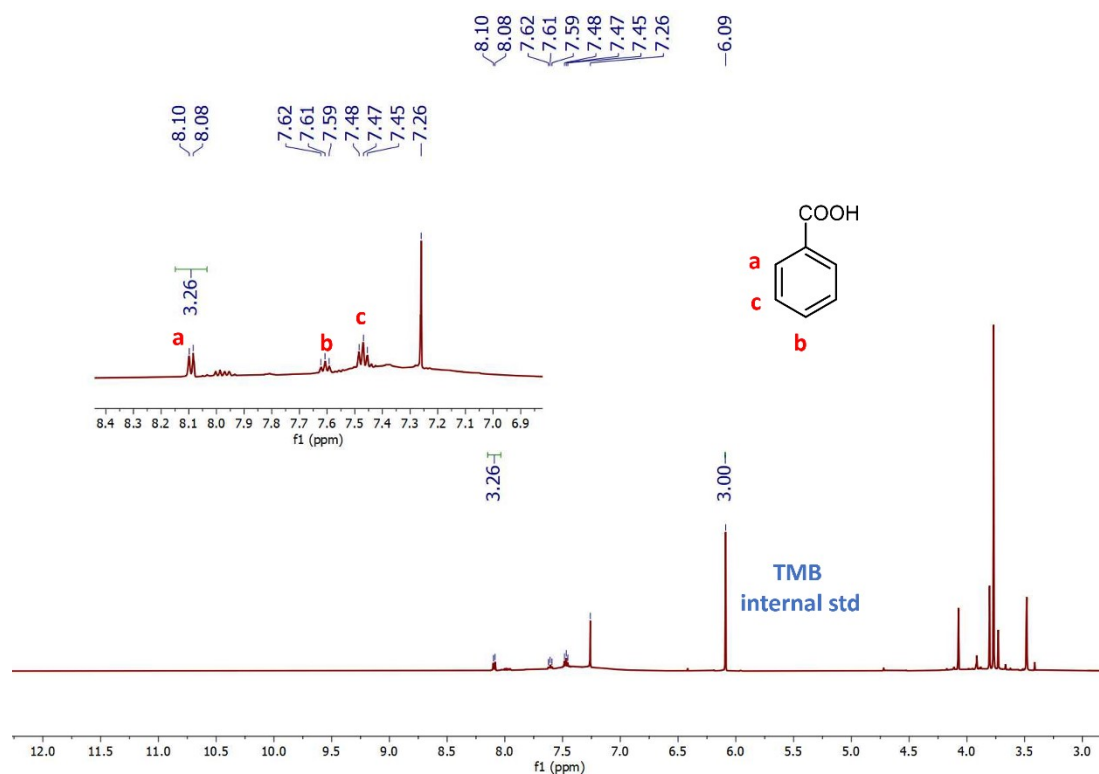 8.10
8.08
7.62
7.61
7.59
7.48
7.47
7.45
7.26
6.09
8.10
8.08
7.62
7.61
7.59
7.48
7.47
7.45
7.26
COOH
a
c
b
3.26
a
b
c
8.4 8.3 8.2 8.1 8.0 7.9 7.8 7.7 7.6 7.5 7.4 7.3 7.2 7.1 7.0 6.9
f1 (ppm)
3.26
3.00
TMB
internal std
12.0 11.5 11.0 10.5 10.0 9.5 9.0 8.5 8.0 7.5 7.0 6.5 6.0 5.5 5.0 4.5 4.0 3.5 3.0
f1 (ppm)